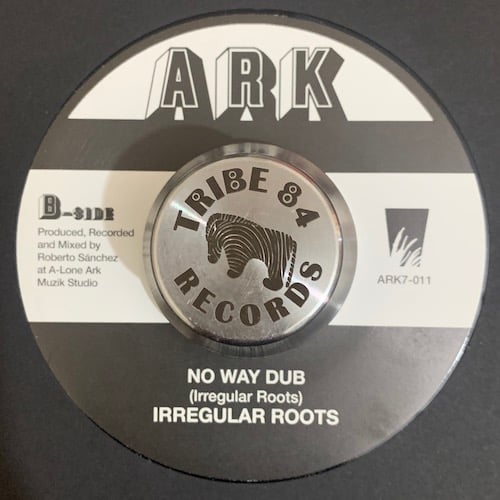 ARK
TRIBE 84
RECORDS
B-SIDE
Produced, Recorded
and Mixed by
Roberto Sánchez
at A-Lone Ark
Muzik Studio
ARK7-011
NO WAY DUB
(Irregular Roots)
IRREGULAR ROOTS